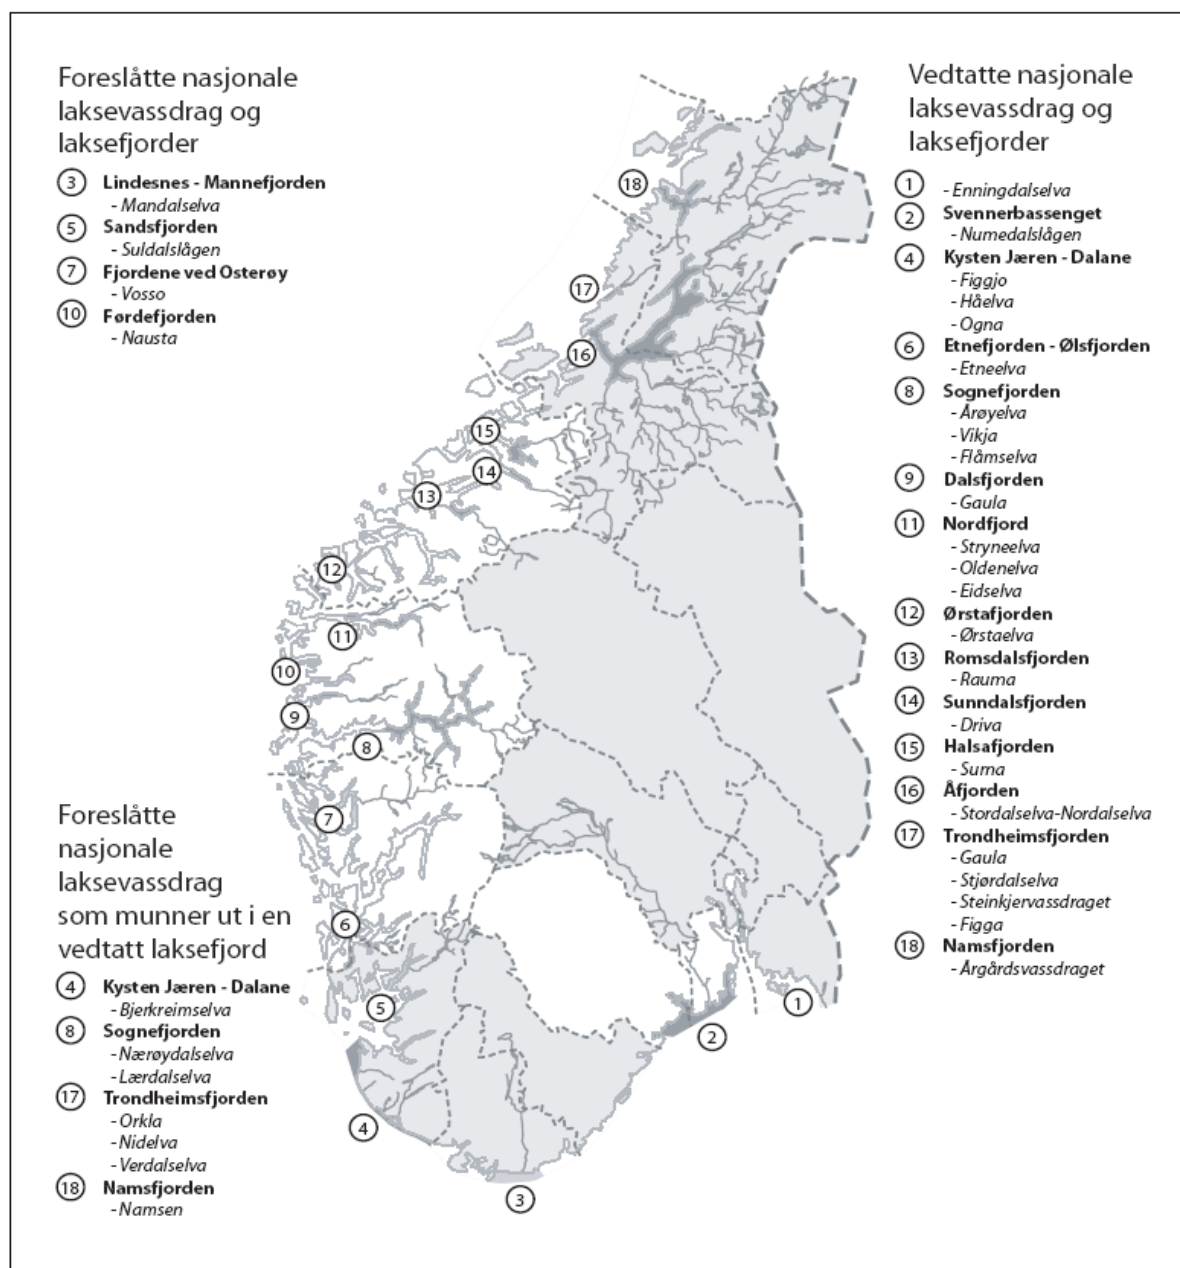 Foreslåtte nasjonale
laksevassdrag og
laksefjorder
3 Lindesnes - Mannefjorden
- Mandalselva
5 Sandsfjorden
- Suldalslågen
7 Fjordene ved Osterøy
- Vosso
10 Førdefjorden
- Nausta
Foreslåtte
nasjonale
laksevassdrag
som munner ut i en
vedtatt laksefjord
4 Kysten Jæren - Dalane
- Bjerkreimselva
8 Sognefjorden
- Nærøydalselva
- Lærdalselva
17 Trondheimsfjorden
- Orkla
- Nidelva
- Verdalselva
18 Namsfjorden
- Namsen
18
17
16
15
14
13
12
11
10
9
8
7
6
5
4
3
2
1
Vedtatte nasjonale
laksevassdrag og
laksefjorder
1 - Enningdalselva
2 Svennerbassenget
- Numedalslågen
4 Kysten Jæren - Dalane
- Figgjo
- Håelva
- Ogna
6 Etnefjorden - Ølsfjorden
- Etneelva
8 Sognefjorden
- Årøyelva
- Vikja
- Flåmselva
9 Dalsfjorden
- Gaula
11 Nordfjord
- Stryneelva
- Oldenelva
- Eidselva
12 Ørstafjorden
- Ørstaelva
13 Romsdalsfjorden
- Rauma
14 Sunndalsfjorden
- Driva
15 Halsafjorden
- Surna
16 Åfjorden
- Stordalselva-Nordalselva
17 Trondheimsfjorden
- Gaula
- Stjørdalselva
- Steinkjervassdraget
- Figga
18 Namsfjorden
- Årgårdsvassdraget